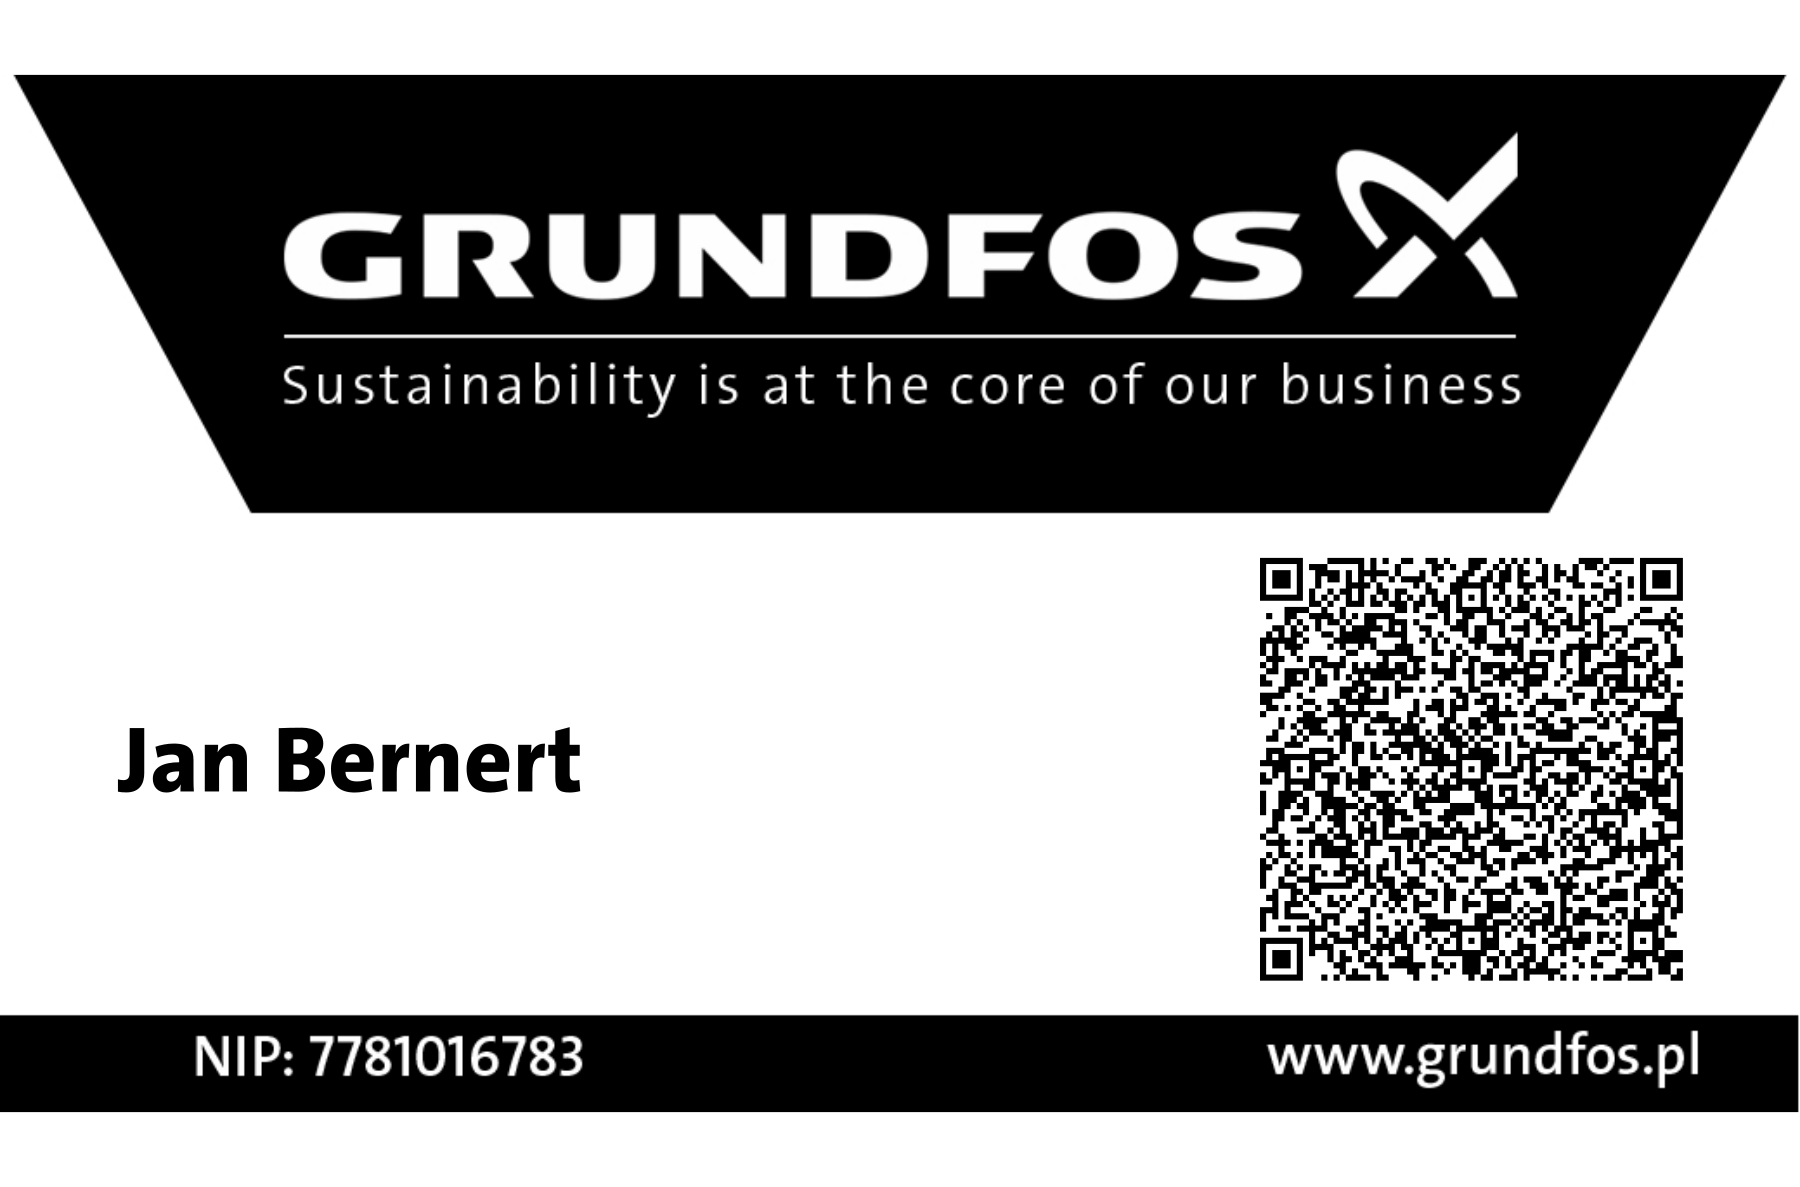 GRUNDFOS
Sustainability is at the core of our business
Jan Bernert
NIP: 7781016783
www.grundfos.pl